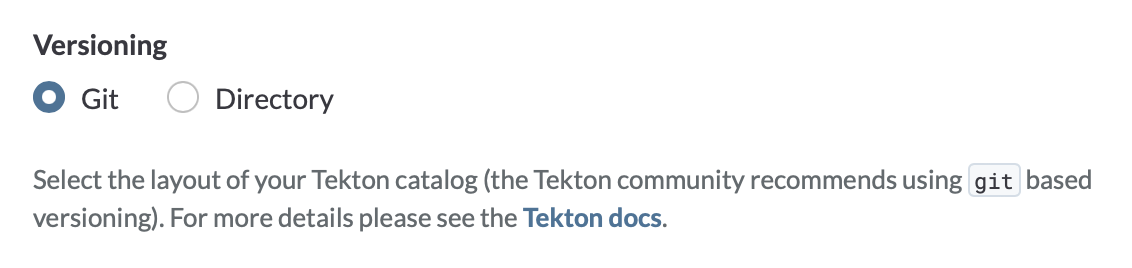 Versioning
Git Directory
Select the layout of your Tekton catalog (the Tekton community recommends using git based
versioning). For more details please see the Tekton docs.